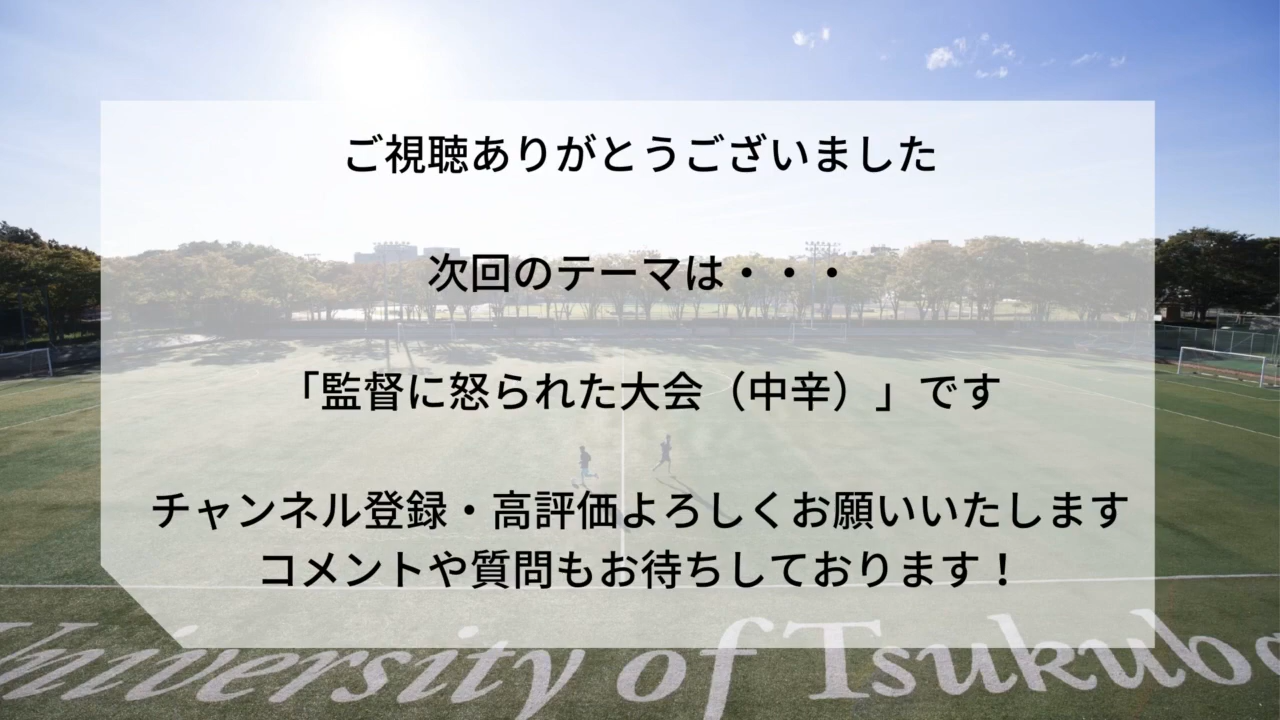 ご視聴ありがとうございました
次回のテーマは・・・
「監督に怒られた大会（中辛）」です
チャンネル登録・高評価よろしくお願いいたします
コメントや質問もお待ちしております！
University of Tsukuba